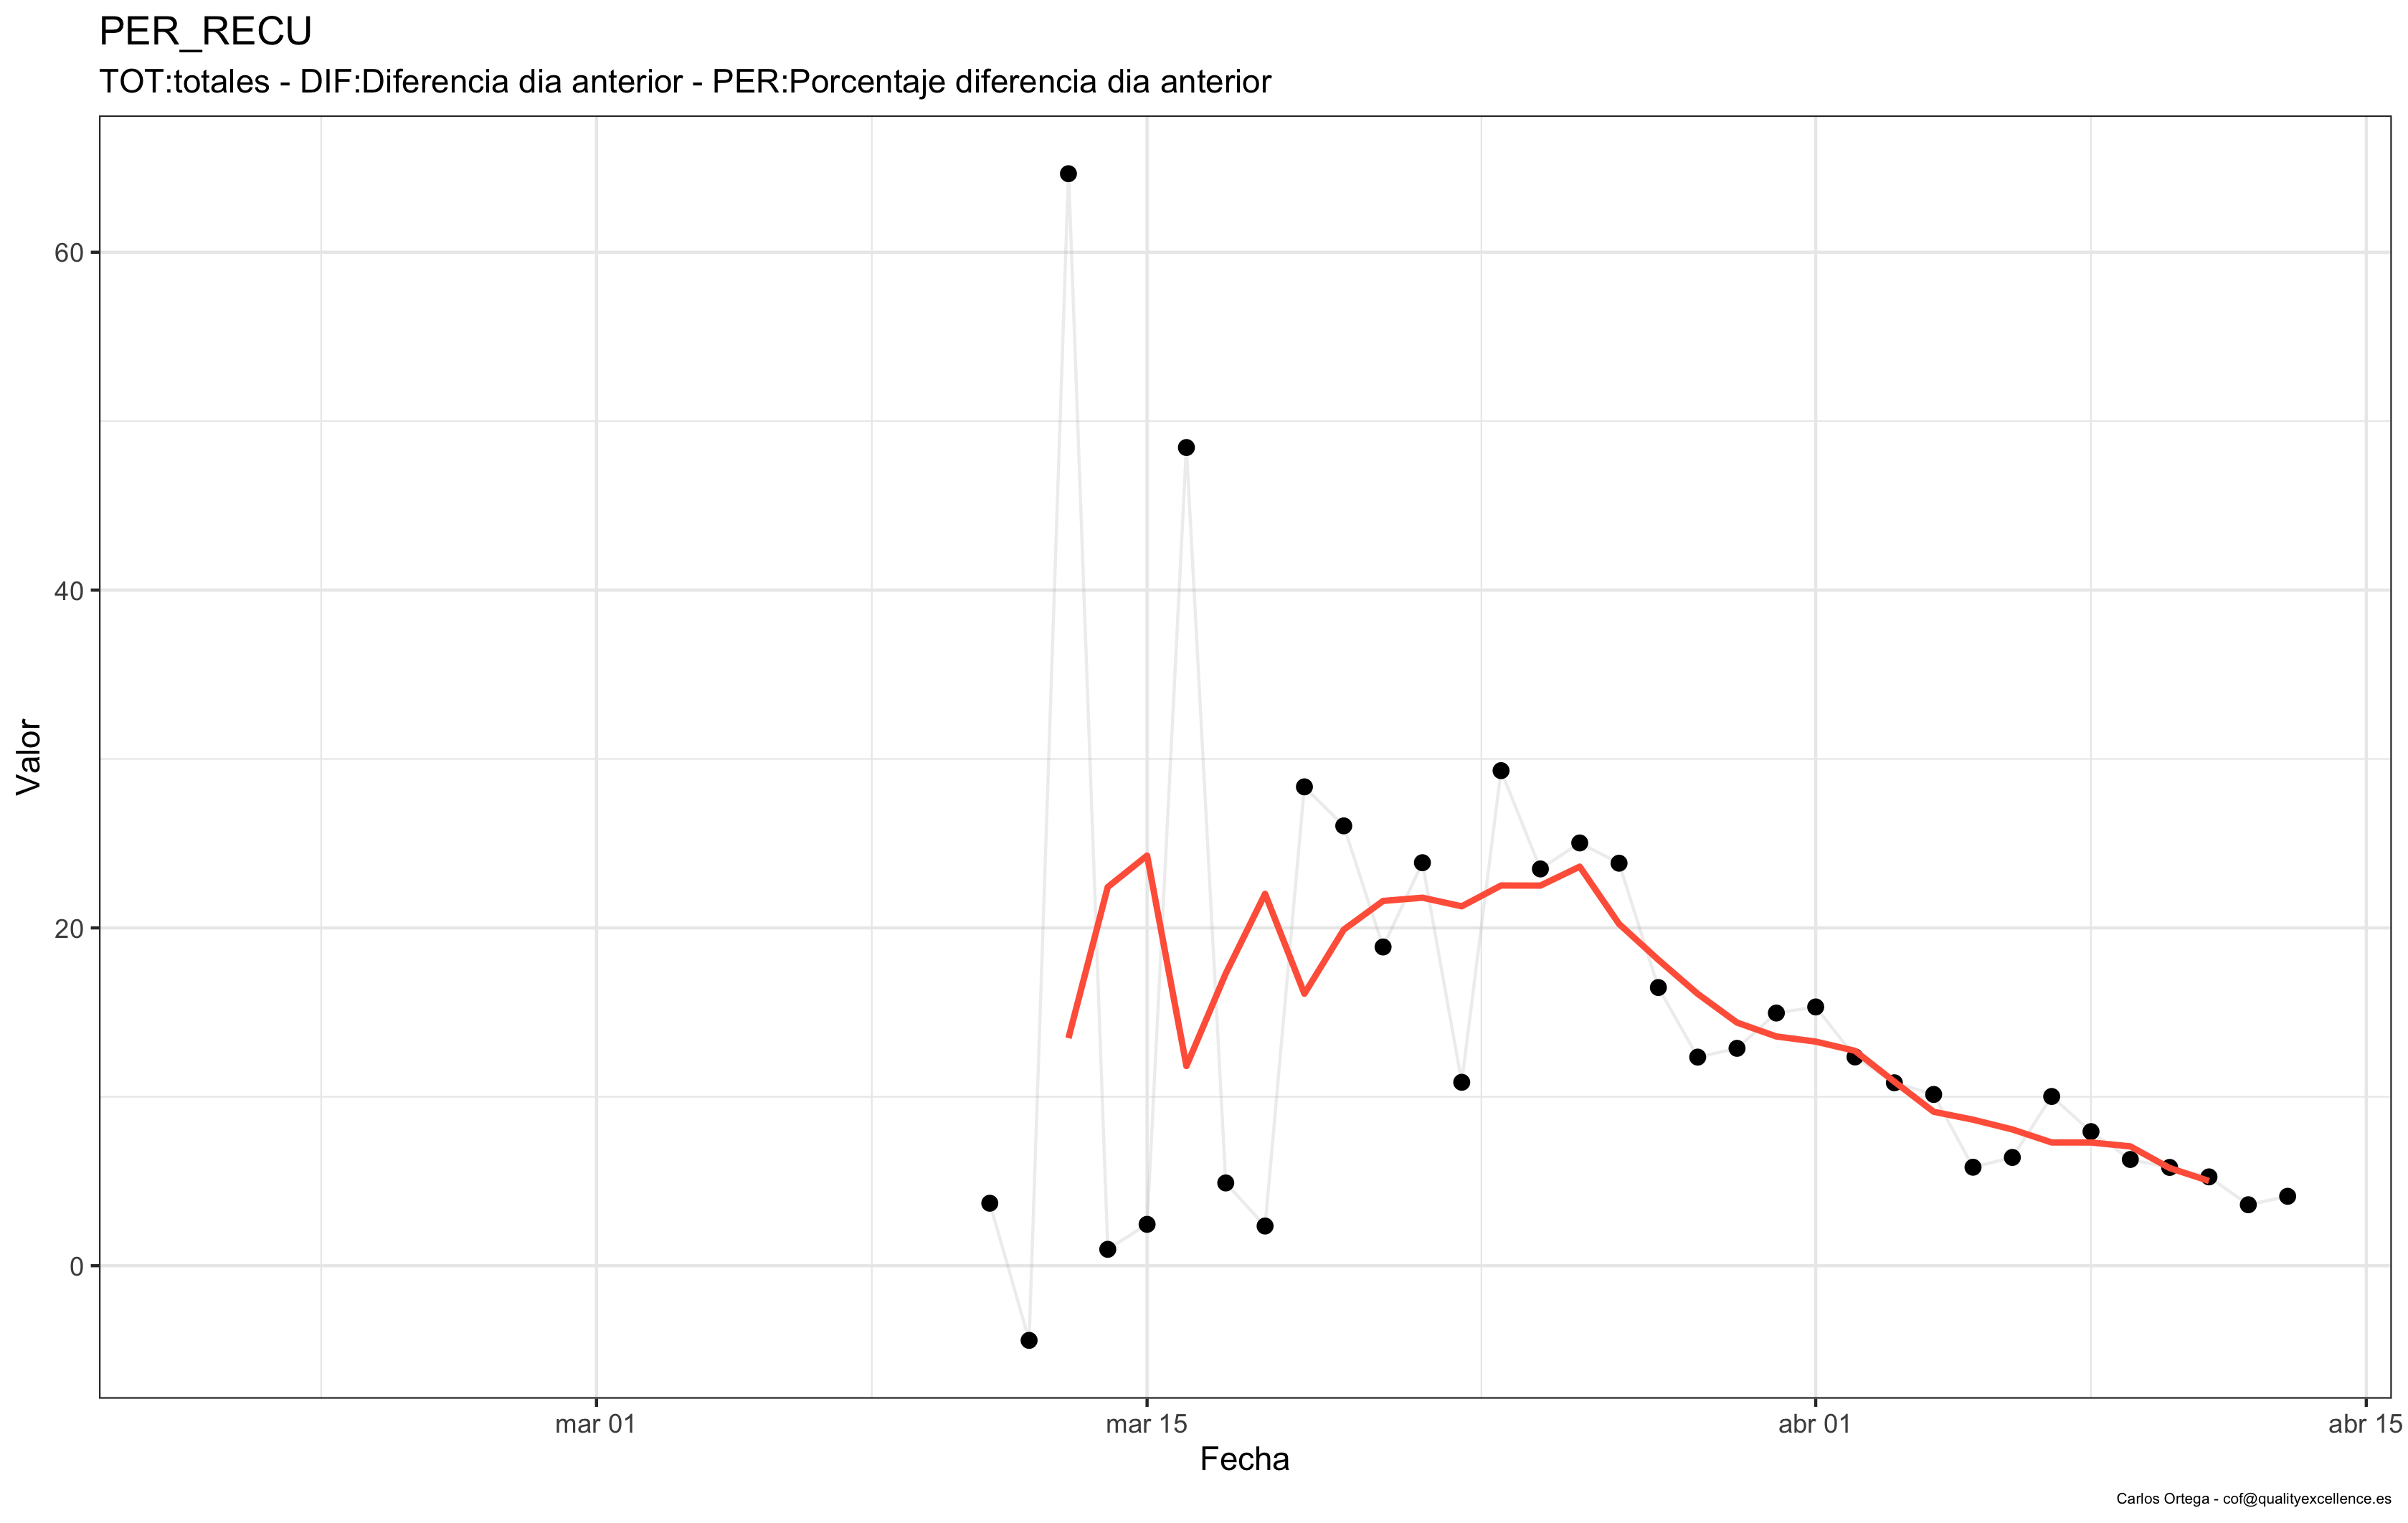 PER_RECU
TOT:totales - DIF:Diferencia dia anterior - PER:Porcentaje diferencia dia anterior
60
40
20
0
Valor
mar 01
mar 15
abr 01
abr 15
Fecha
Carlos Ortega - cof@qualityexcellence.es